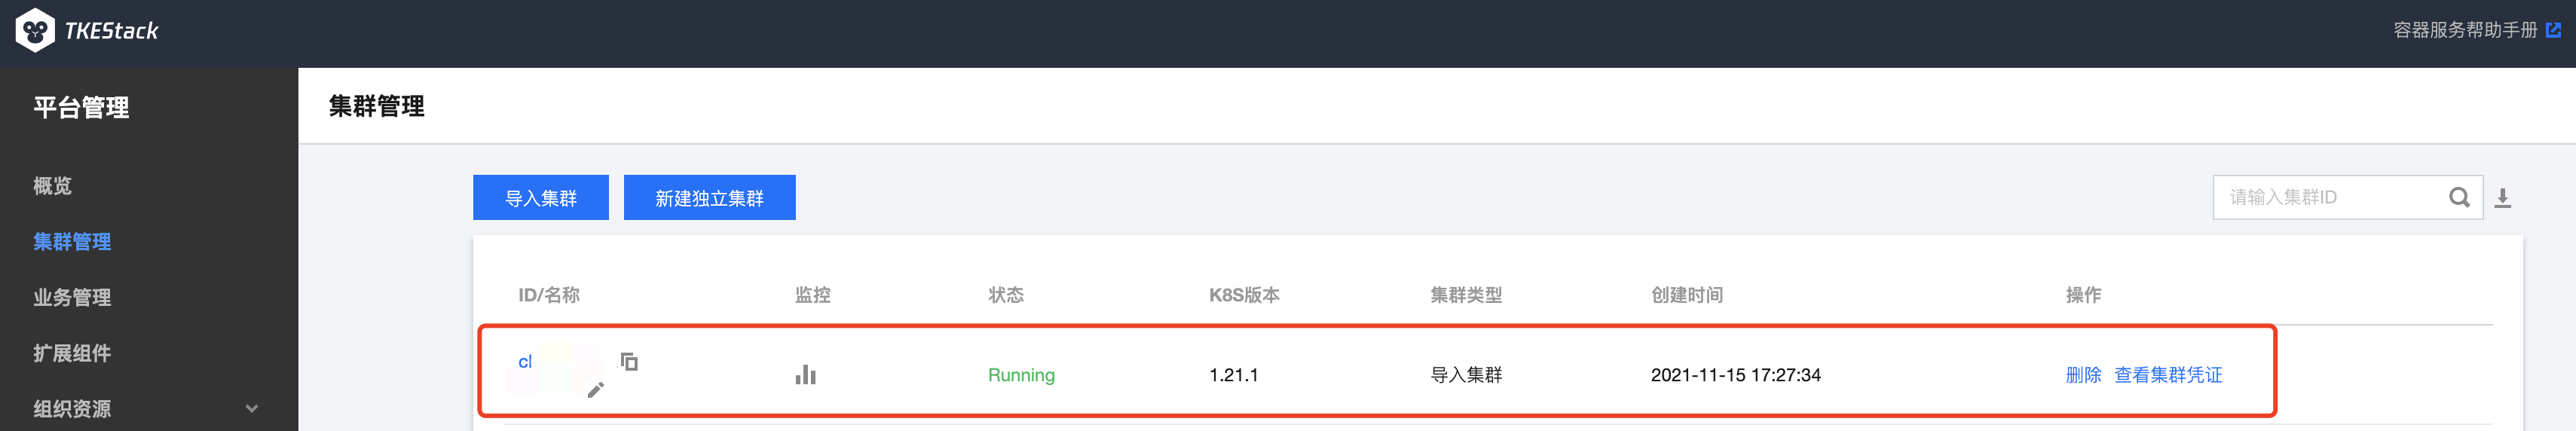 TKEStack
容器服务帮助手册
平台管理
概览
集群管理
业务管理
扩展组件
组织资源
集群管理
导入集群 新建独立集群
请输入集群ID
ID/名称 监控 状态 K8S版本 集群类型 创建时间 操作
cl Running 1.21.1 导入集群 2021-11-15 17:27:34 删除 查看集群凭证